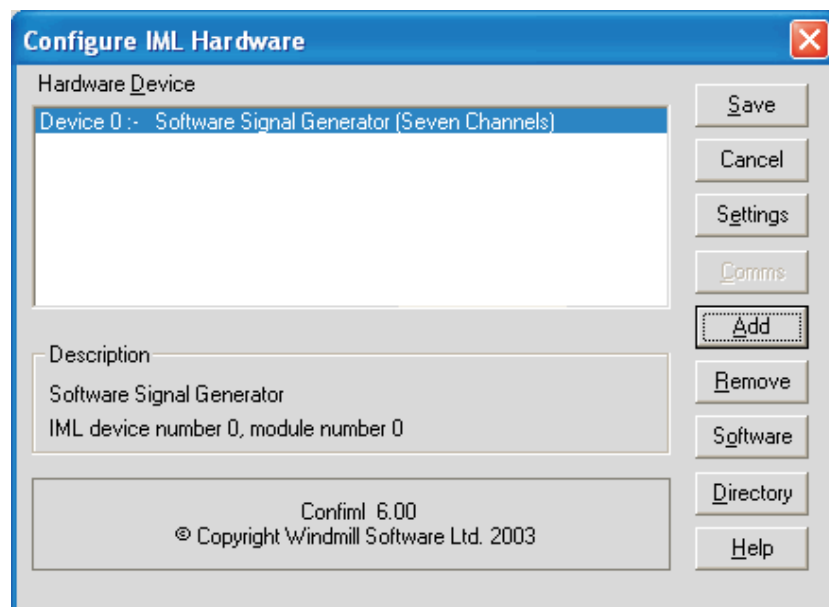 Configure IML Hardware
Hardware Device
Device 0 :- Software Signal Generator (Seven Channels)
Save
Cancel
Settings
Comms
Add
Remove
Software
Directory
Help
Description
Software Signal Generator
IML device number 0, module number 0
Confiml 6.00
© Copyright Windmill Software Ltd. 2003